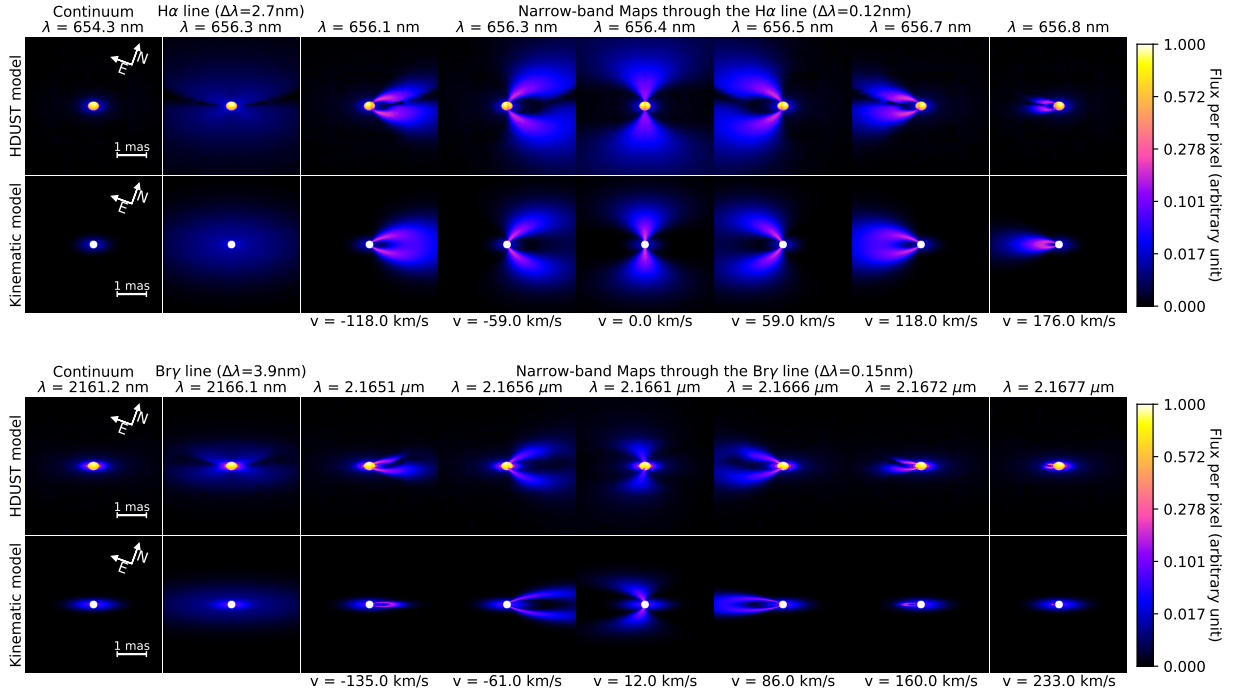 Continuum Hα line (Δλ=2.7nm) Narrow-band Maps through the Hα line (Δλ=0.12nm)
λ = 654.3 nm λ = 656.3 nm λ = 656.1 nm λ = 656.3 nm λ = 656.4 nm λ = 656.5 nm λ = 656.7 nm λ = 656.8 nm
HDUST model
N
E
1 mas
Kinematic model
N
E
1 mas
1.000
0.572
0.278
0.101
0.017
0.000
Flux per pixel (arbitrary unit)
v = -118.0 km/s v = -59.0 km/s v = 0.0 km/s v = 59.0 km/s v = 118.0 km/s v = 176.0 km/s
Continuum Brγ line (Δλ=3.9nm) Narrow-band Maps through the Brγ line (Δλ=0.15nm)
λ = 2161.2 nm λ = 2166.1 nm λ = 2.1651 μm λ = 2.1656 μm λ = 2.1661 μm λ = 2.1666 μm λ = 2.1672 μm λ = 2.1677 μm
HDUST model
N
E
1 mas
Kinematic model
N
E
1 mas
1.000
0.572
0.278
0.101
0.017
0.000
Flux per pixel (arbitrary unit)
v = -135.0 km/s v = -61.0 km/s v = 12.0 km/s v = 86.0 km/s v = 160.0 km/s v = 233.0 km/s